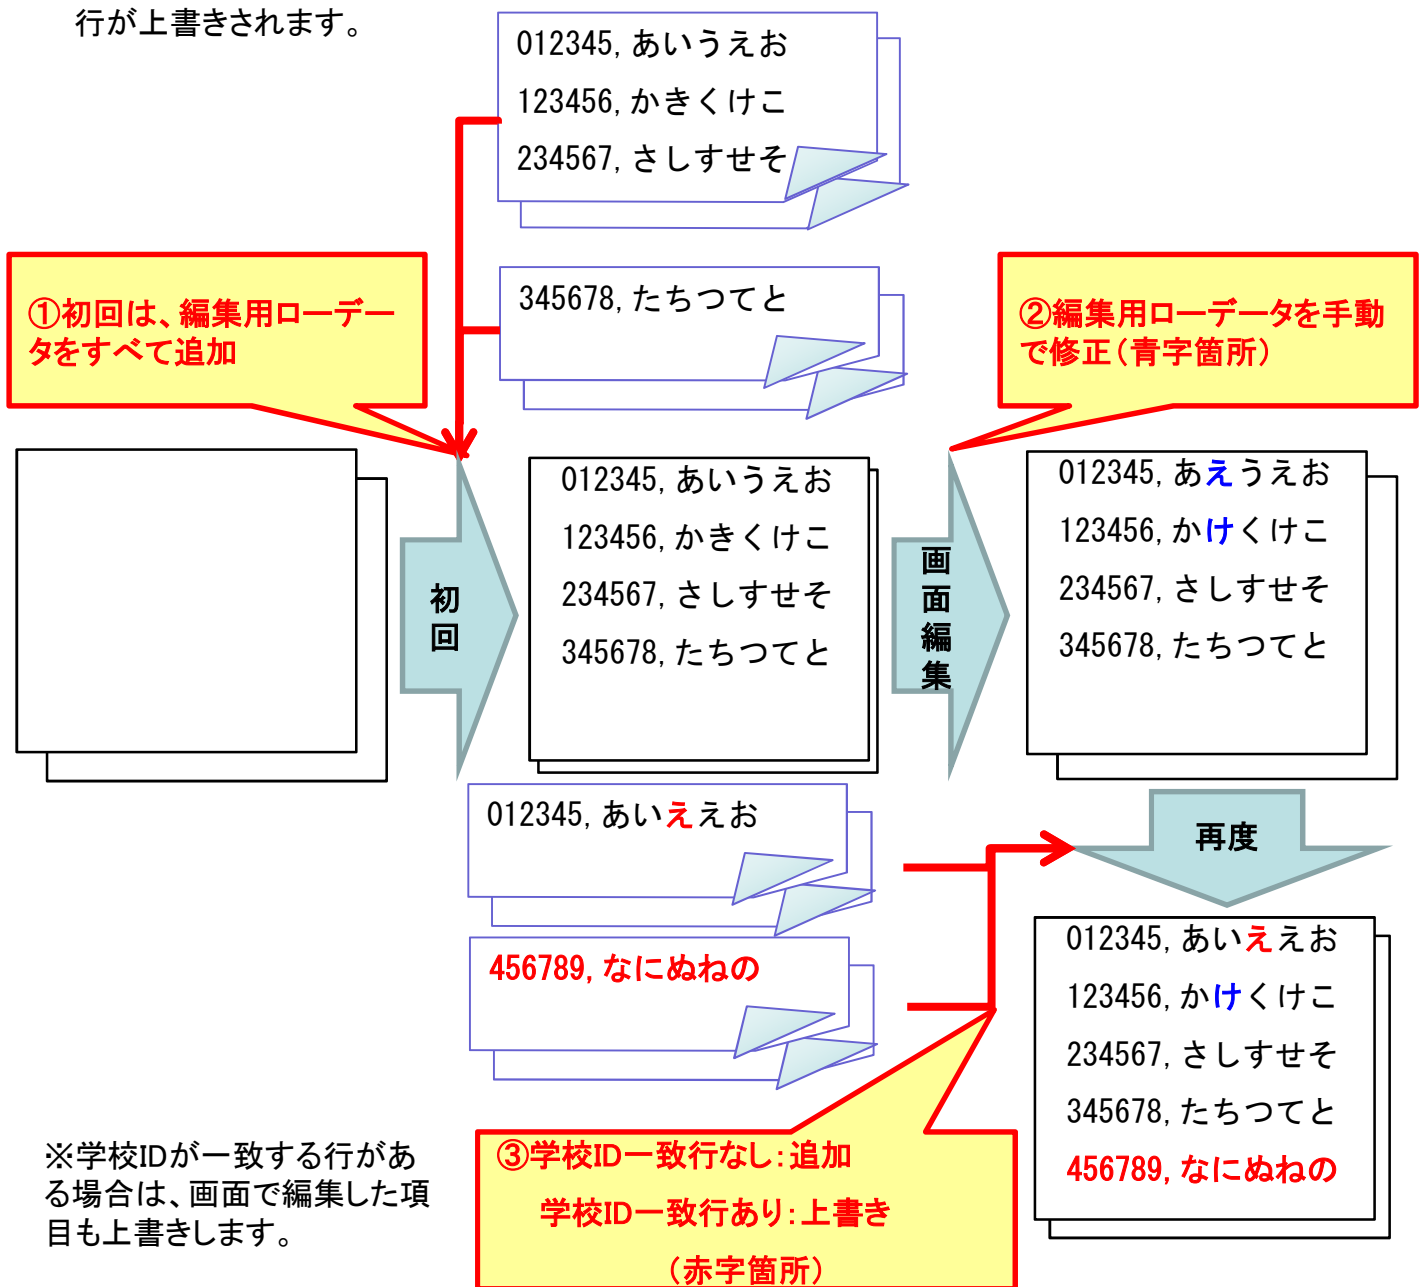 行が上書きされます。
012345,あいうえお
123456,かきくけこ
234567,さしすせそ
345678,たちつてと
①初回は、編集用ローデー
タをすべて追加
②編集用ローデータを手動
で修正（青字箇所）
初
回
012345,あいうえお
123456,かきくけこ
234567,さしすせそ
345678,たちつてと
画
面
編
集
012345,あえうえお
123456,かけくけこ
234567,さしすせそ
345678,たちつてと
012345,あいええお
456789,なにぬねの
再度
012345,あいええお
123456,かけくけこ
234567,さしすせそ
345678,たちつてと
456789,なにぬねの
※学校IDが一致する行があ
る場合は、画面で編集した項
目も上書きします。
③学校ID一致行なし：追加
学校ID一致行あり：上書き
（赤字箇所）